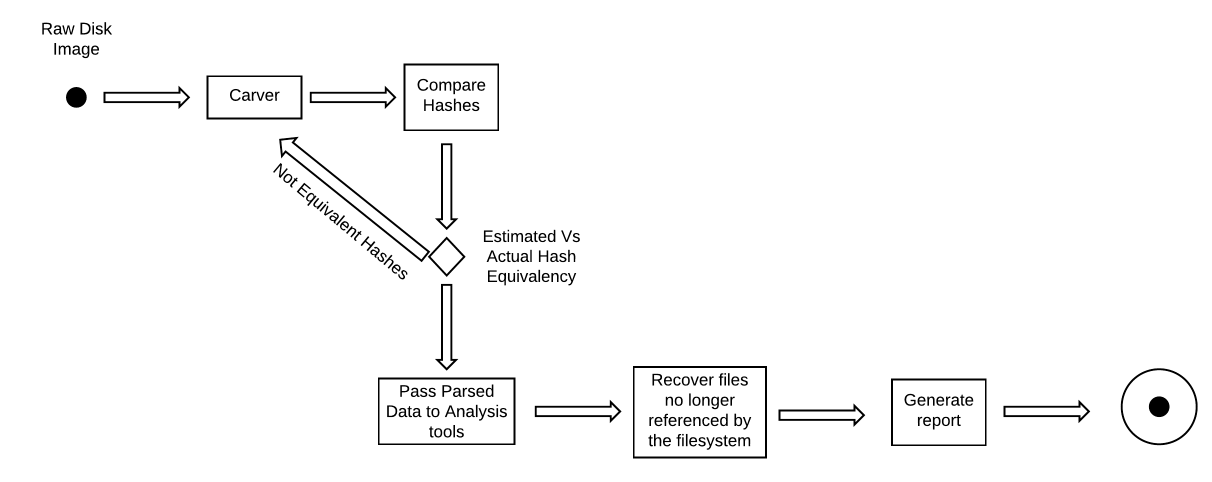 Raw Disk
Image
Carver
Compare
Hashes
Not Equivalent Hashes
Estimated Vs
Actual Hash
Equivalency
Pass Parsed
Data to Analysis
tools
Recover files
no longer
referenced by
the filesystem
Generate
report